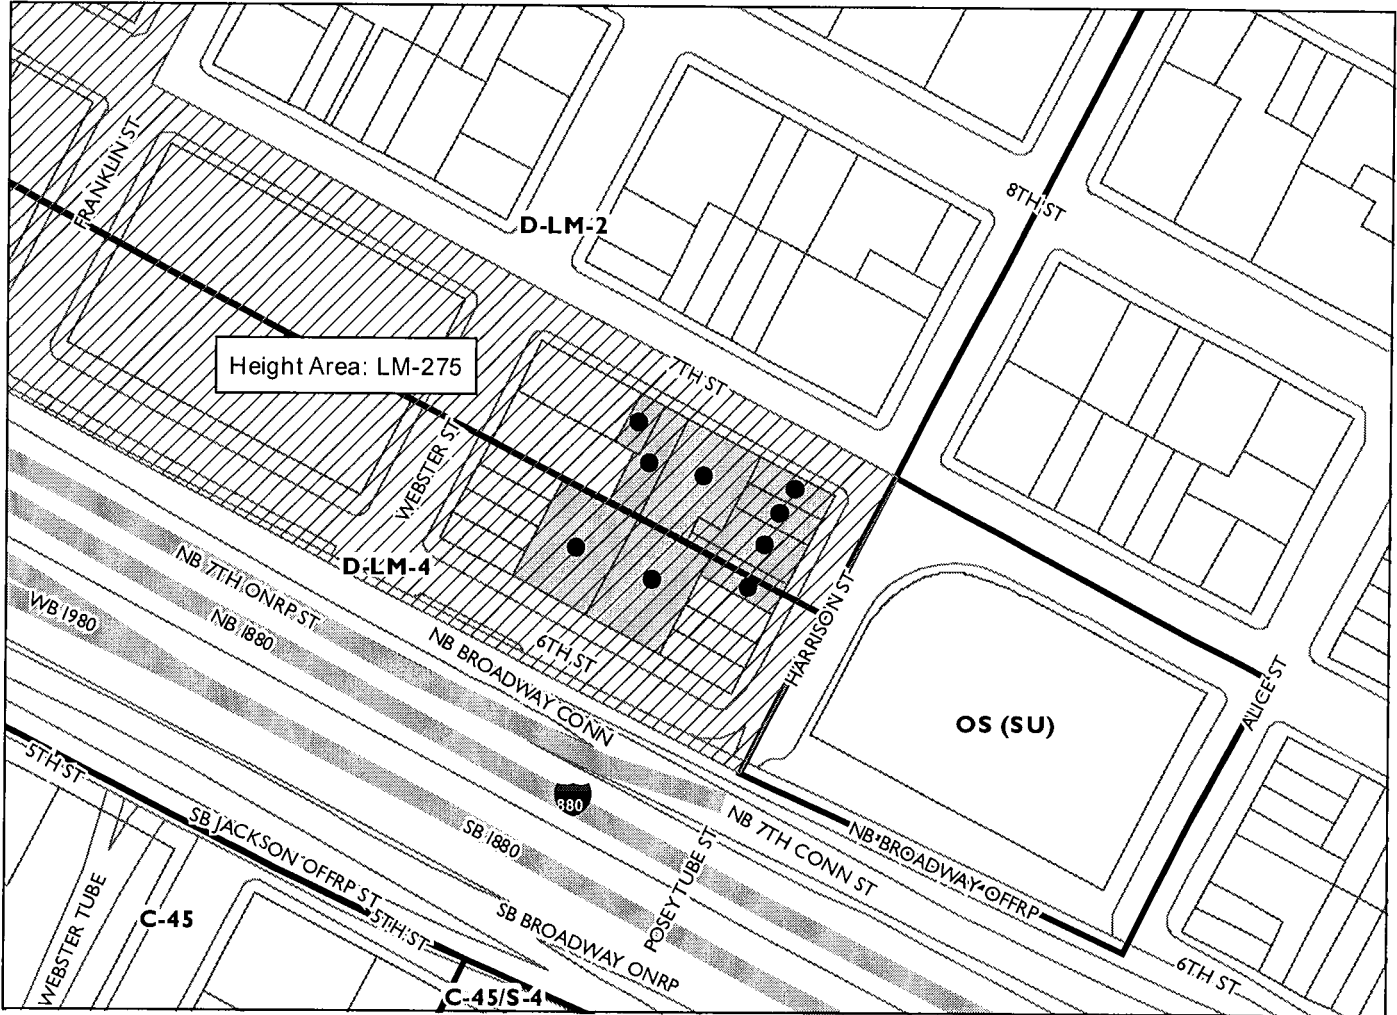 FRANKLIN ST
8TH ST
D-LM-2
Height Area: LM-275
7TH ST
WEBSTER ST
D-LM-4
NB 7TH ONRP ST
WB I980
NB I880
NB BROADWAY CONN
6TH ST
HARRISON ST
OS (SU)
ALICE ST
5TH ST
880
SB JACKSON OFFRP ST
SB I880
NB 7TH CONN ST
NB BROADWAY OFFRP
POSEY TUBE ST
WEBSTER TUBE
C-45
5TH ST
SB BROADWAY ONRP
6TH ST
C-45/S-4